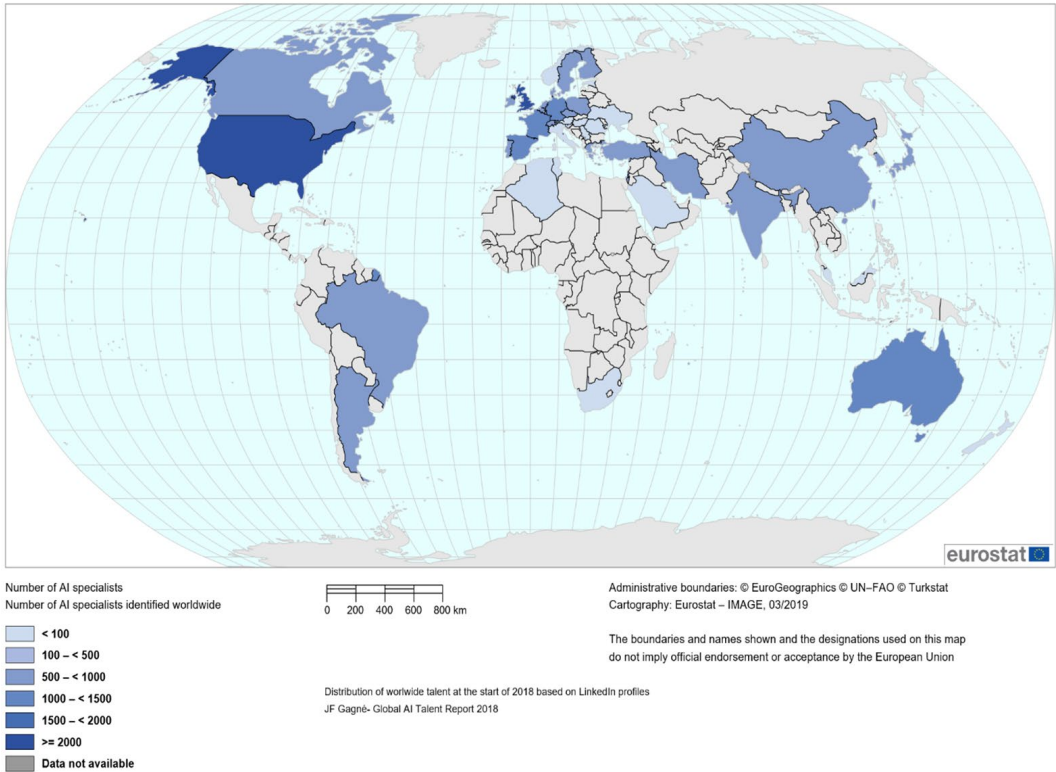 eurostat
Number of AI specialists
Number of AI specialists identified worldwide
< 100
100 – < 500
500 – < 1000
1000 – < 1500
1500 – < 2000
>= 2000
Data not available
0 200 400 600 800 km
Distribution of worlwide talent at the start of 2018 based on LinkedIn profiles
JF Gagné- Global AI Talent Report 2018
Administrative boundaries: © EuroGeographics © UN–FAO © Turkstat
Cartography: Eurostat – IMAGE, 03/2019
The boundaries and names shown and the designations used on this map
do not imply official endorsement or acceptance by the European Union